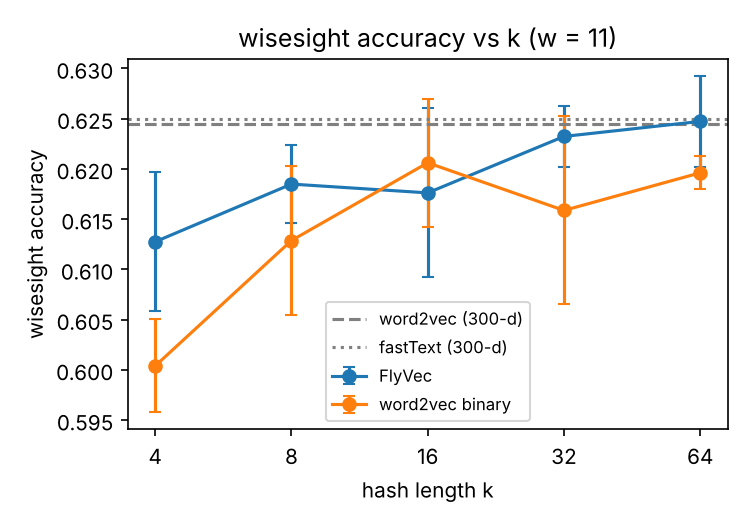 wisesight accuracy vs k (w = 11)
wisesight accuracy
0.630
0.625
0.620
0.615
0.610
0.605
0.600
0.595
word2vec (300-d)
fastText (300-d)
FlyVec
word2vec binary
4 8 16 32 64
hash length k